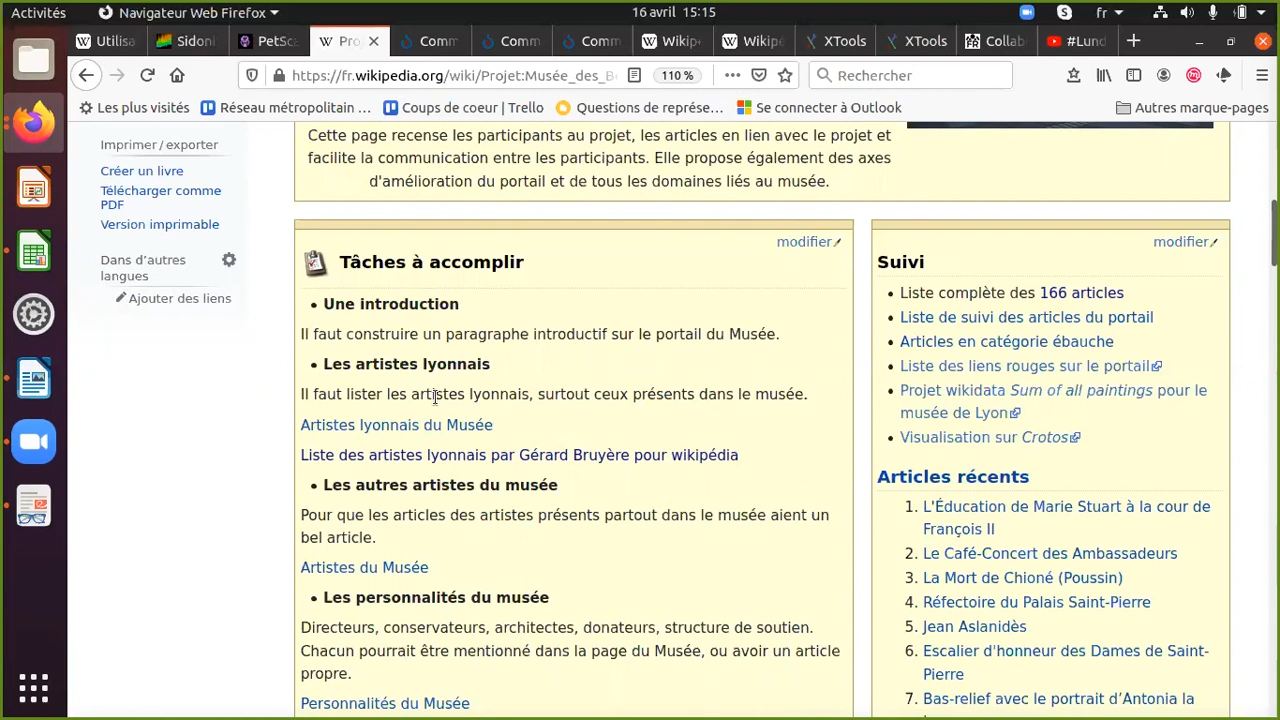 Activités
Navigateur Web Firefox
16 avril 15:15
fr
Utilisa
Sidoni
PetSca
W Pro
Comm
Comm
Comm
Wikip
Wikipe
XTools
XTools
Collab
#Lund
https://fr.wikipedia.org/wiki/Projet:Musée_des_B
110 %
Rechercher
Les plus visités
Réseau métropolitain ...
Coups de coeur | Trello
Questions de représe...
Se connecter à Outlook
Autres marque-pages
Imprimer / exporter
Créer un livre
Télécharger comme
PDF
Version imprimable
Dans d'autres
langues
Ajouter des liens
Cette page recense les participants au projet, les articles en lien avec le projet et
facilite la communication entre les participants. Elle propose également des axes
d'amélioration du portail et de tous les domaines liés au musée.
modifier
Tâches à accomplir
• Une introduction
Il faut construire un paragraphe introductif sur le portail du Musée.
• Les artistes lyonnais
Il faut lister les artistes lyonnais, surtout ceux présents dans le musée.
Artistes lyonnais du Musée
Liste des artistes lyonnais par Gérard Bruyère pour wikipédia
• Les autres artistes du musée
Pour que les articles des artistes présents partout dans le musée aient un
bel article.
Artistes du Musée
• Les personnalités du musée
Directeurs, conservateurs, architectes, donateurs, structure de soutien.
Chacun pourrait être mentionné dans la page du Musée, ou avoir un article
propre.
Personnalités du Musée
modifier
Suivi
• Liste complète des 166 articles
• Liste de suivi des articles du portail
• Articles en catégorie ébauche
• Liste des liens rouges sur le portail
• Projet wikidata Sum of all paintings pour le
musée de Lyon
• Visualisation sur Crotos
Articles récents
1. L'Éducation de Marie Stuart à la cour de
François II
2. Le Café-Concert des Ambassadeurs
3. La Mort de Chioné (Poussin)
4. Réfectoire du Palais Saint-Pierre
5. Jean Aslanidès
6. Escalier d'honneur des Dames de Saint-
Pierre
7. Bas-relief avec le portrait d'Antonia la